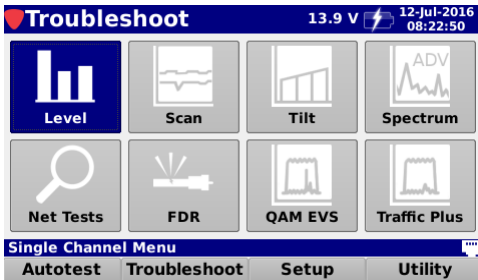 Troubleshoot 13.9 V 12-Jul-2016
08:22:50
ADV
Level Scan Tilt Spectrum
Net Tests FDR QAM EVS Traffic Plus
Single Channel Menu
Autotest Troubleshoot Setup Utility